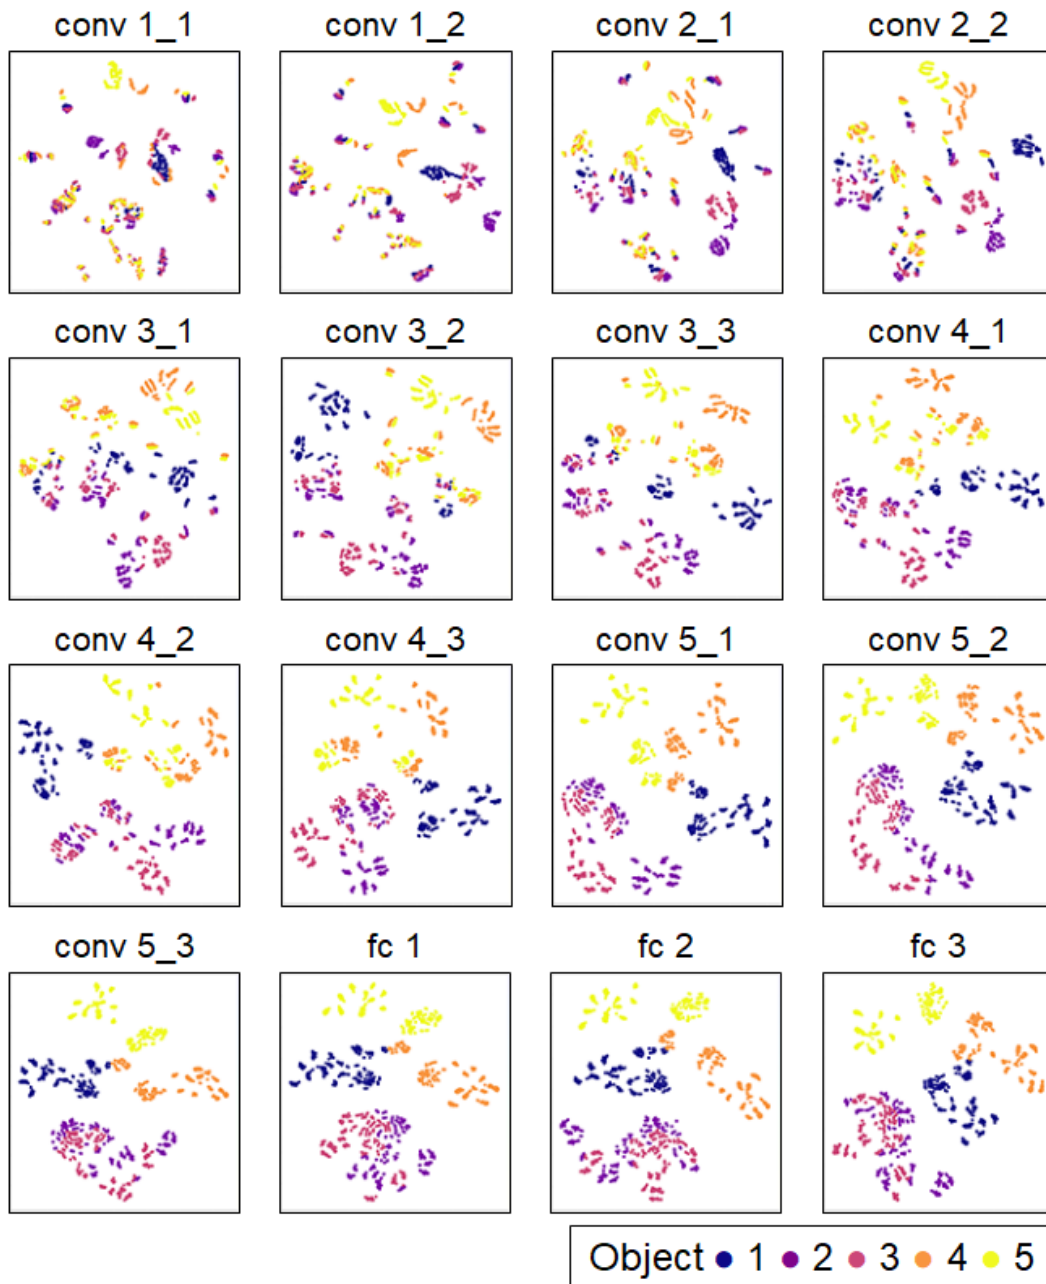 conv 1_1 conv 1_2 conv 2_1 conv 2_2
conv 3_1 conv 3_2 conv 3_3 conv 4_1
conv 4_2 conv 4_3 conv 5_1 conv 5_2
conv 5_3 fc 1 fc 2 fc 3
Object 1 2 3 4 5